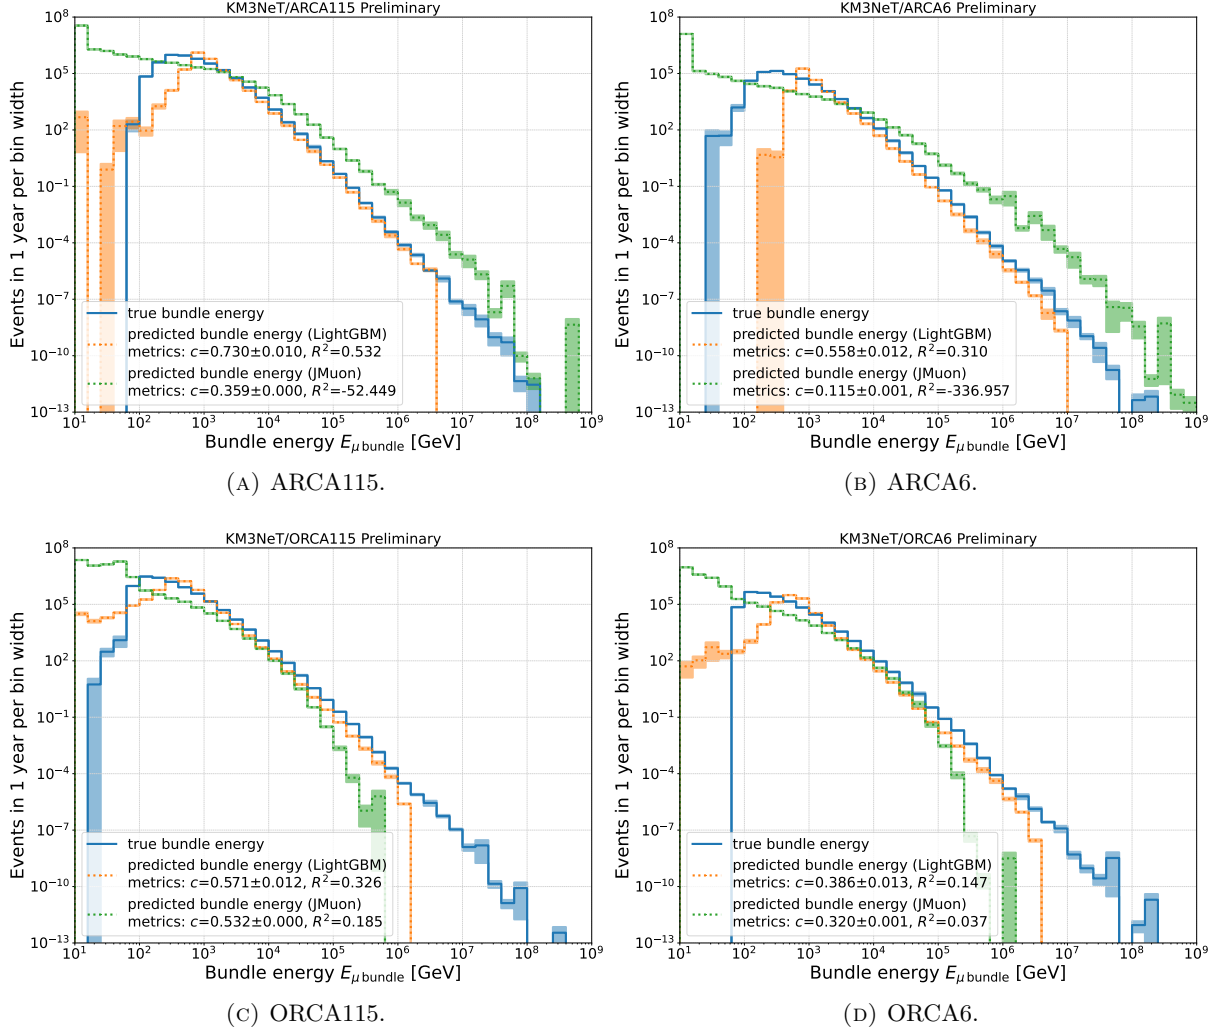 KM3NeT/ARCA115 Preliminary
10^8
10^5
10^2
10^−1
10^−4
10^−7
10^−10
10^−13
Events in 1 year per bin width
true bundle energy
predicted bundle energy (LightGBM)
metrics: c=0.730±0.010, R^2=0.532
predicted bundle energy (JMuon)
metrics: c=0.359±0.000, R^2=-52.449
10^1 10^2 10^3 10^4 10^5 10^6 10^7 10^8 10^9
Bundle energy E_μ bundle [GeV]
(A) ARCA115.
KM3NeT/ARCA6 Preliminary
10^8
10^5
10^2
10^−1
10^−4
10^−7
10^−10
10^−13
Events in 1 year per bin width
true bundle energy
predicted bundle energy (LightGBM)
metrics: c=0.558±0.012, R^2=0.310
predicted bundle energy (JMuon)
metrics: c=0.115±0.001, R^2=-336.957
10^1 10^2 10^3 10^4 10^5 10^6 10^7 10^8 10^9
Bundle energy E_μ bundle [GeV]
(B) ARCA6.
KM3NeT/ORCA115 Preliminary
10^8
10^5
10^2
10^−1
10^−4
10^−7
10^−10
10^−13
Events in 1 year per bin width
true bundle energy
predicted bundle energy (LightGBM)
metrics: c=0.571±0.012, R^2=0.326
predicted bundle energy (JMuon)
metrics: c=0.532±0.000, R^2=0.185
10^1 10^2 10^3 10^4 10^5 10^6 10^7 10^8 10^9
Bundle energy E_μ bundle [GeV]
(C) ORCA115.
KM3NeT/ORCA6 Preliminary
10^8
10^5
10^2
10^−1
10^−4
10^−7
10^−10
10^−13
Events in 1 year per bin width
true bundle energy
predicted bundle energy (LightGBM)
metrics: c=0.386±0.013, R^2=0.147
predicted bundle energy (JMuon)
metrics: c=0.320±0.001, R^2=0.037
10^1 10^2 10^3 10^4 10^5 10^6 10^7 10^8 10^9
Bundle energy E_μ bundle [GeV]
(D) ORCA6.